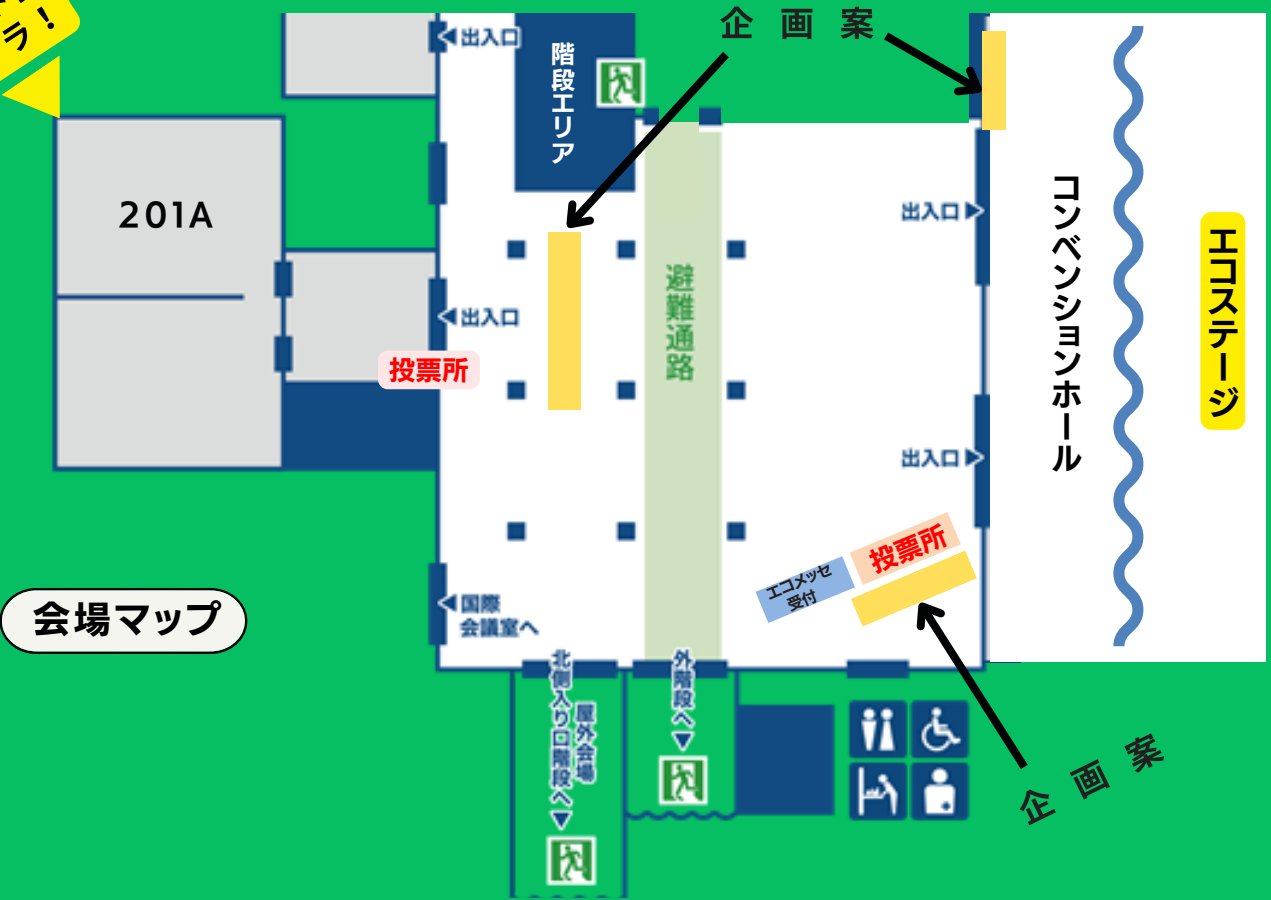 ラ！
企画案
出入口
階段エリア
201A
出入口
コンベンションホール
エコステージ
避難通路
出入口
投票所
出入口
投票所
エコメッセ
受付
国際
会議室へ
会場マップ
北側入り口階段へ▼
屋外会場
外階段へ▼
企画案